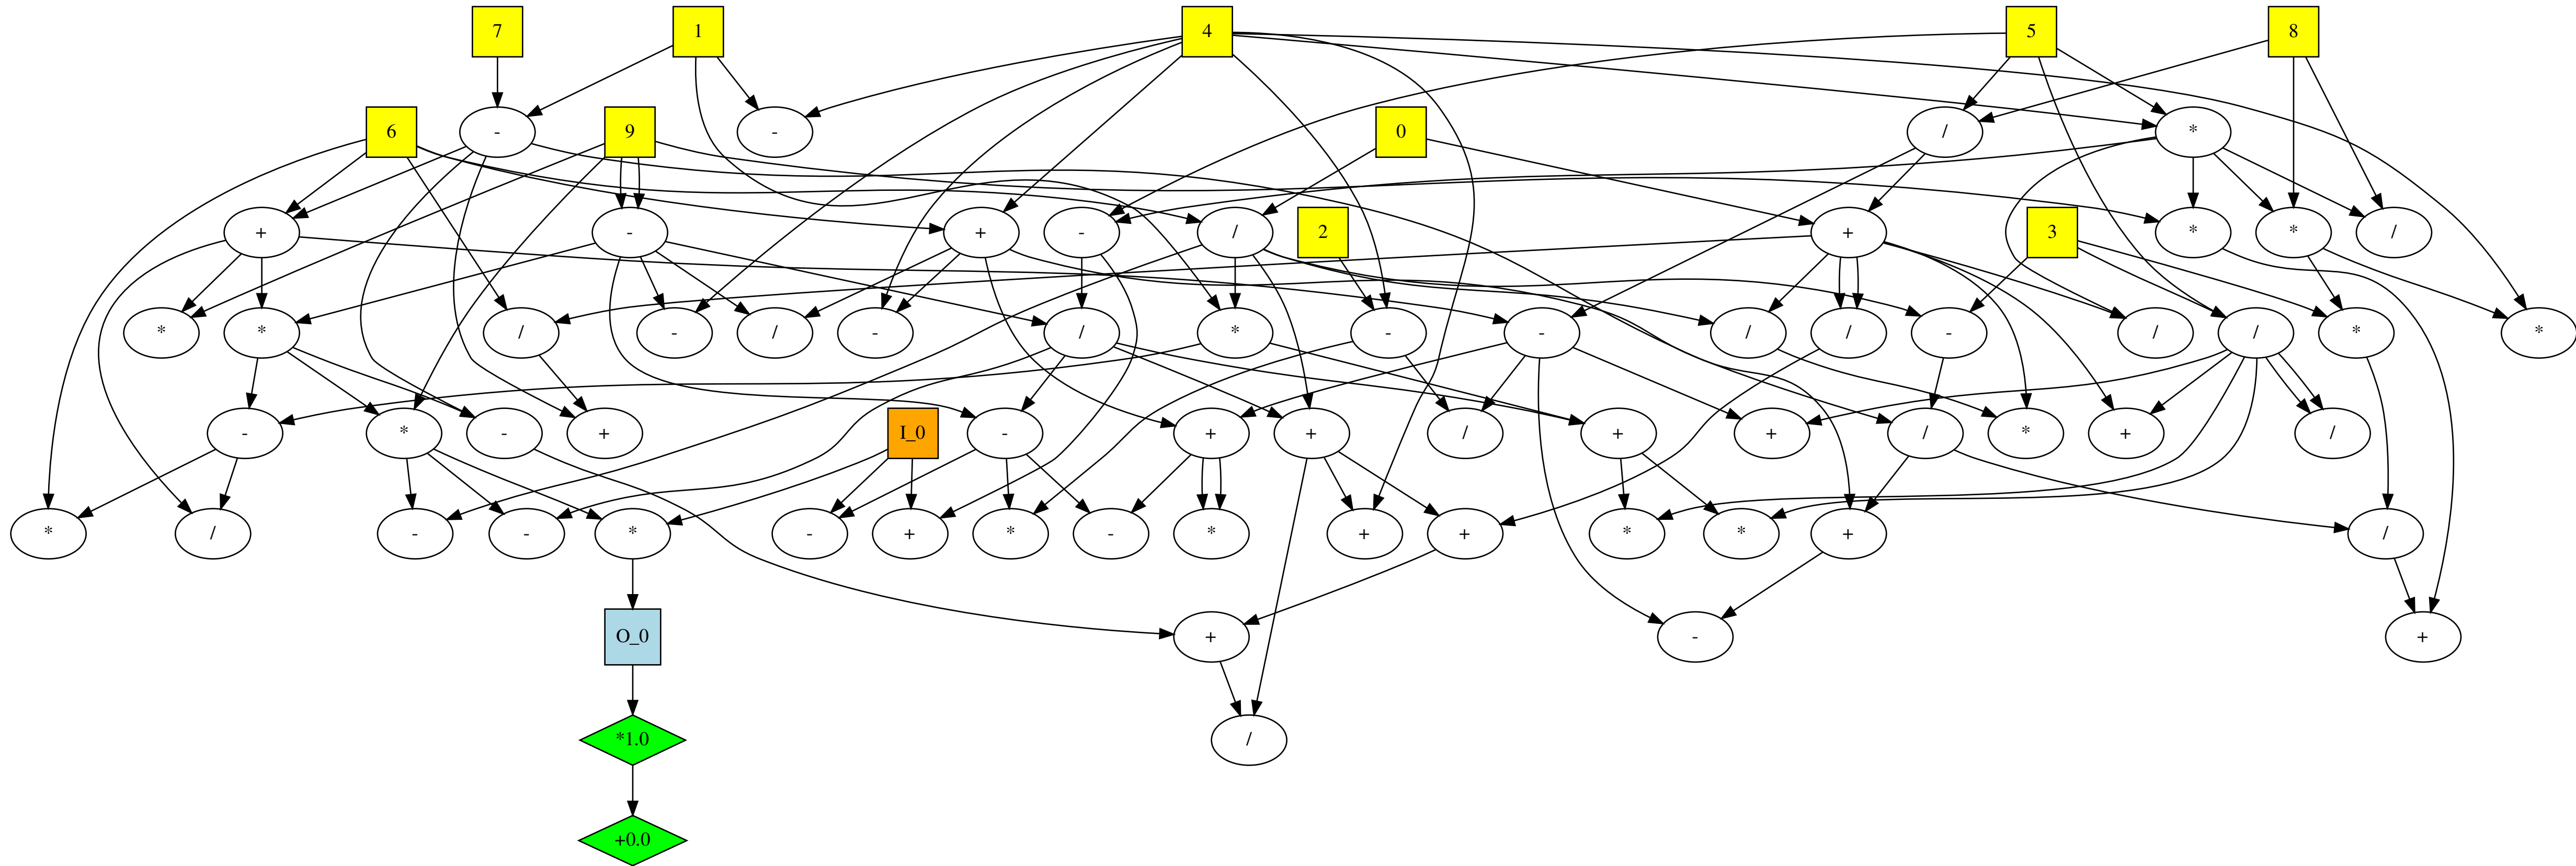 7 1 4 5 8
6 - 9 - 0 / *
+ - + - / 2 + 3 * * /
* * / - / - / * - - / / - / / * *
- * - + I_0 - + + / + + / * + /
* / - - * - + * - * + + * * + /
O_0 + - +
*1.0 /
+0.0